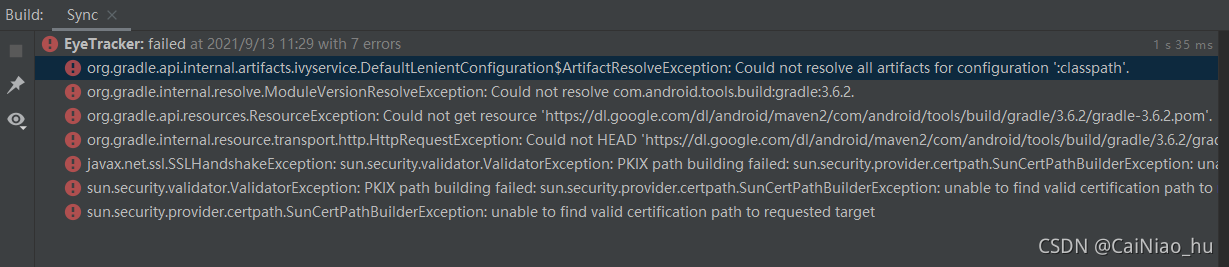 Build: Sync
EyeTracker: failed at 2021/9/13 11:29 with 7 errors 1 s 35 ms
org.gradle.api.internal.artifacts.ivyservice.DefaultLenientConfiguration$ArtifactResolveException: Could not resolve all artifacts for configuration ':classpath'.
org.gradle.internal.resolve.ModuleVersionResolveException: Could not resolve com.android.tools.build:gradle:3.6.2.
org.gradle.api.resources.ResourceException: Could not get resource 'https://dl.google.com/dl/android/maven2/com/android/tools/build/gradle/3.6.2/gradle-3.6.2.pom'.
org.gradle.internal.resource.transport.http.HttpRequestException: Could not HEAD 'https://dl.google.com/dl/android/maven2/com/android/tools/build/gradle/3.6.2/grad
javax.net.ssl.SSLHandshakeException: sun.security.validator.ValidatorException: PKIX path building failed: sun.security.provider.certpath.SunCertPathBuilderException: una
sun.security.validator.ValidatorException: PKIX path building failed: sun.security.provider.certpath.SunCertPathBuilderException: unable to find valid certification path to
sun.security.provider.certpath.SunCertPathBuilderException: unable to find valid certification path to requested target
CSDN @CaiNiao_hu